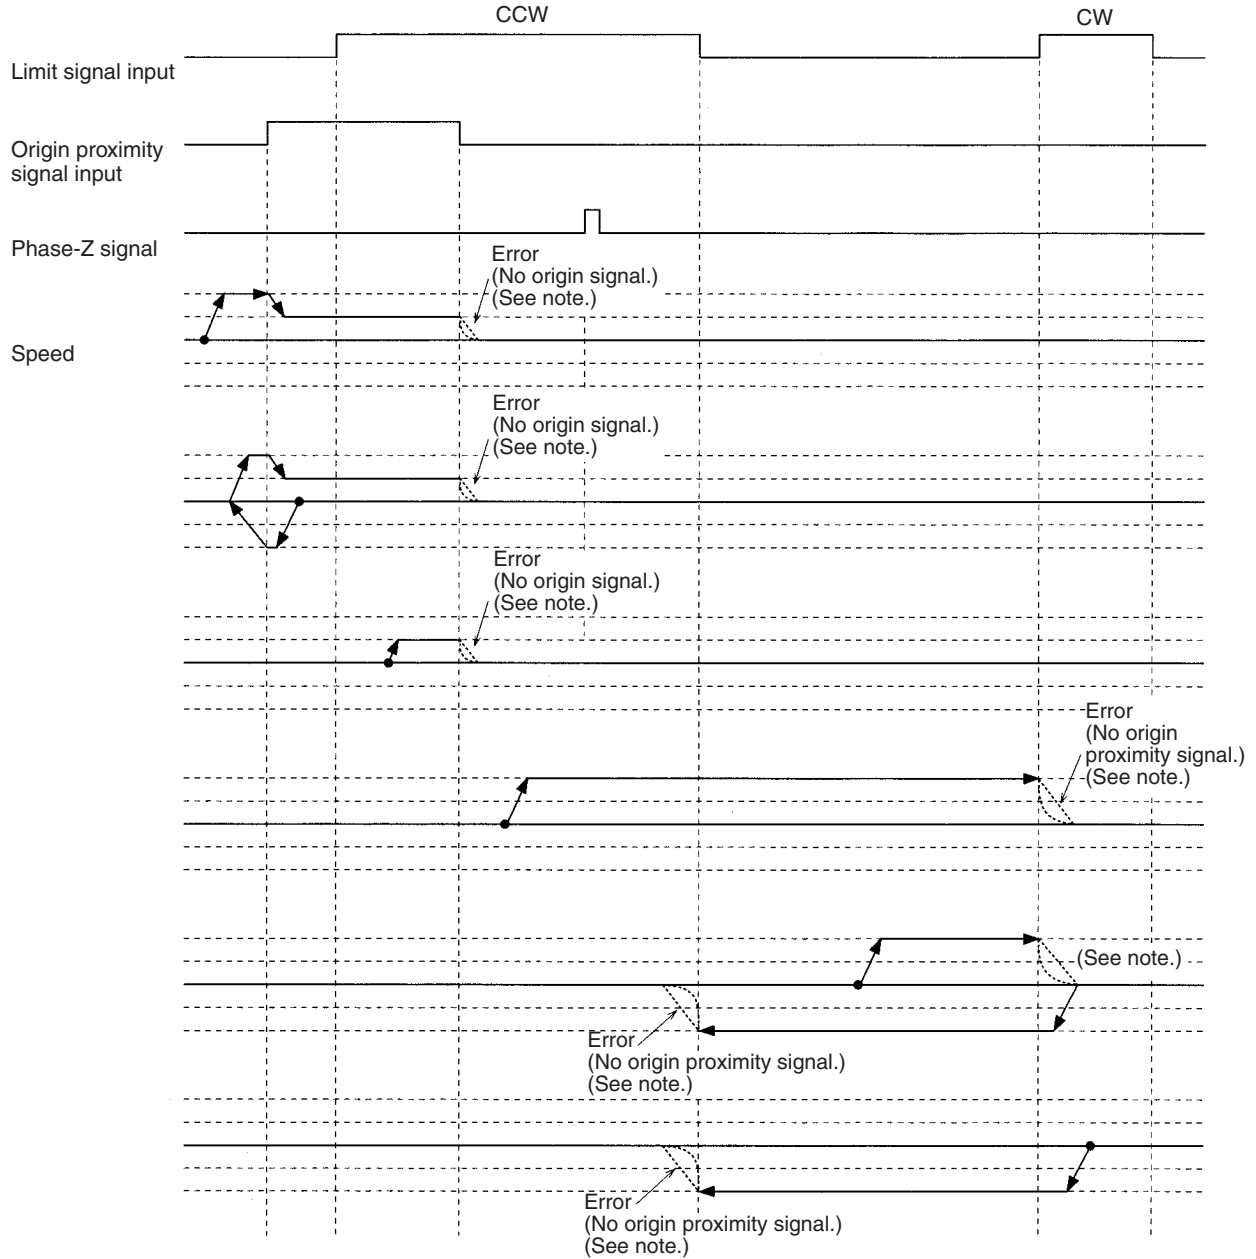 CCW
CW
Limit signal input
Origin proximity
signal input
Phase-Z signal
Error
(No origin signal.)
(See note.)
Speed
Error
(No origin signal.)
(See note.)
Error
(No origin signal.)
(See note.)
Error
(No origin
proximity signal.)
(See note.)
(See note.)
Error
(No origin proximity signal.)
(See note.)
Error
(No origin proximity signal.)
(See note.)